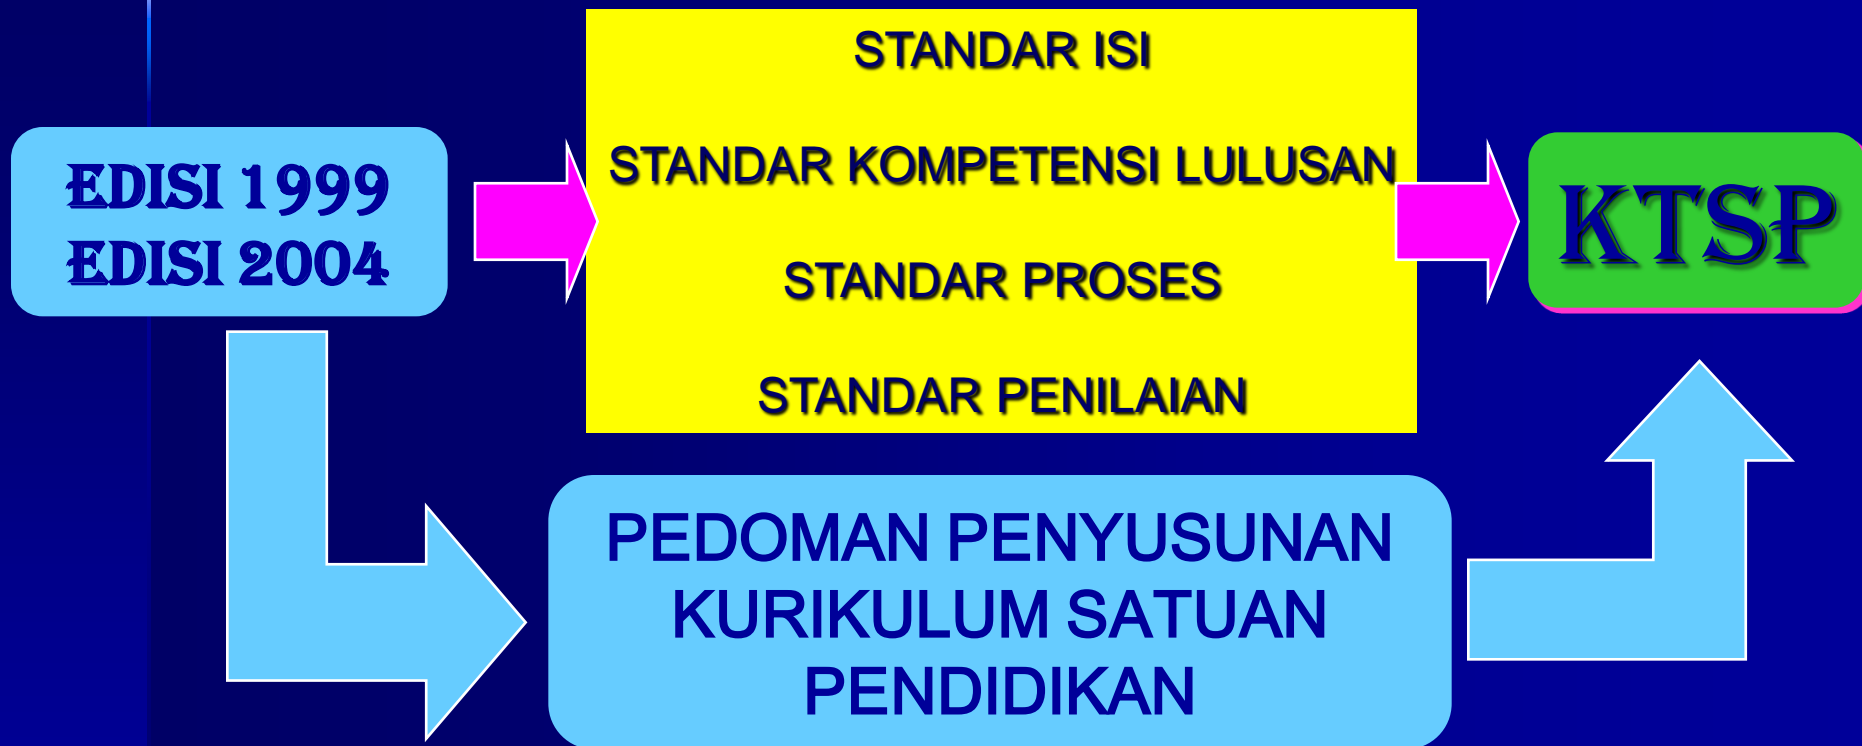 EDISI 1999
EDISI 2004
STANDAR ISI
STANDAR KOMPETENSI LULUSAN
STANDAR PROSES
STANDAR PENILAIAN
KTSP
PEDOMAN PENYUSUNAN
KURIKULUM SATUAN
PENDIDIKAN